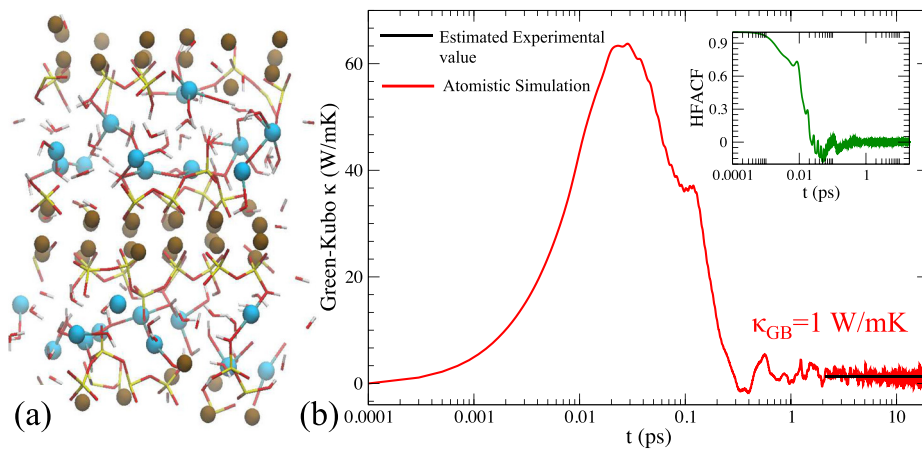 (a)
(b)
Green-Kubo κ (W/mK)
60
40
20
0
0.0001
0.001
0.01
0.1
1
10
t (ps)
Estimated Experimental
value
Atomistic Simulation
κGB=1 W/mK
HFACF
0.9
0.6
0.3
0
0.0001
0.01
1
t (ps)